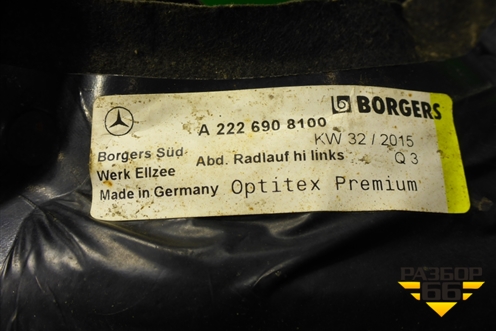 BORGERS
A 222 690 8100
KW 32 / 2015
Borgers Süd
Abd. Radlauf hi links
Q 3
Werk Ellzee
Made in Germany
Optitex Premium
РАЗБОР
66